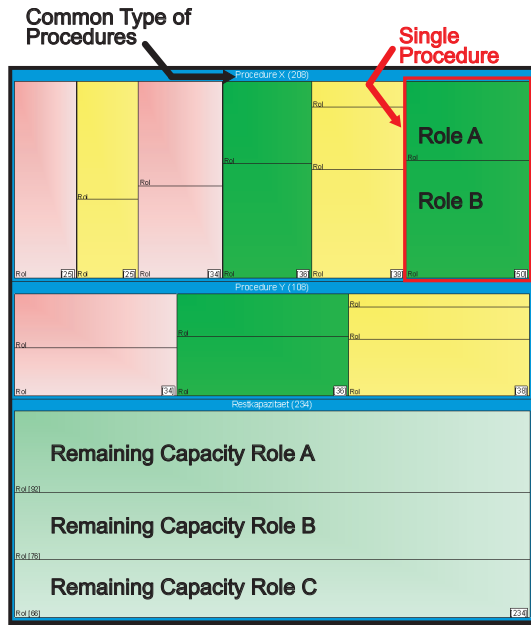 Common Type of
Procedures
Single
Procedure
Procedure X (208)
Rol
Rol
Role A
Rol
Rol
Rol
Rol
Role B
Rol
Rol [25]
Rol [25]
Rol [34]
Rol [36]
Rol [38]
Rol [50]
Procedure Y (108)
Rol
Rol
Rol
Rol
Rol [34]
Rol [36]
Rol [38]
Restkapazitaet (234)
Remaining Capacity Role A
Rol [92]
Remaining Capacity Role B
Rol [76]
Remaining Capacity Role C
Rol [66] [234]